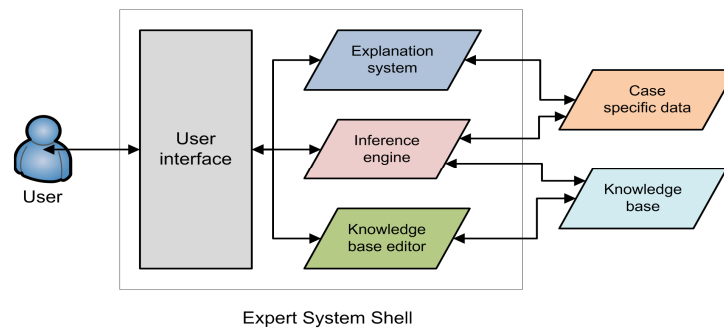 Explanation
system
Case
specific data
User
interface
Inference
engine
User
Knowledge
base
Knowledge
base editor
Expert System Shell